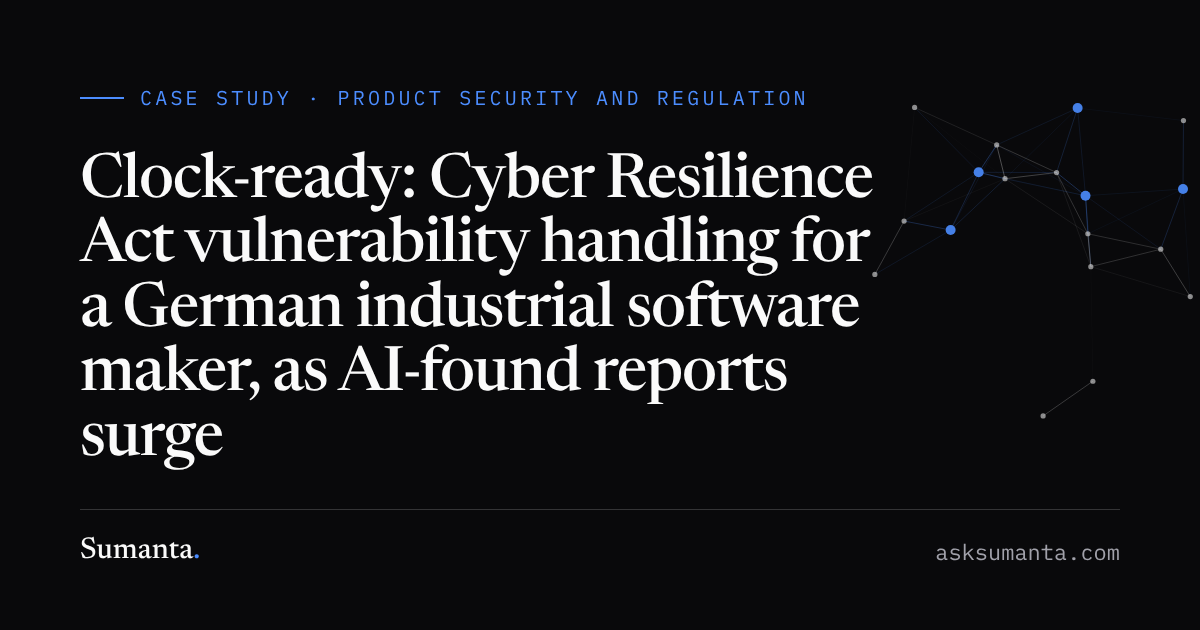 CASE STUDY · PRODUCT SECURITY AND REGULATION
Clock-ready: Cyber Resilience
Act vulnerability handling for
a German industrial software
maker, as AI-found reports
surge
Sumanta.
asksumanta.com